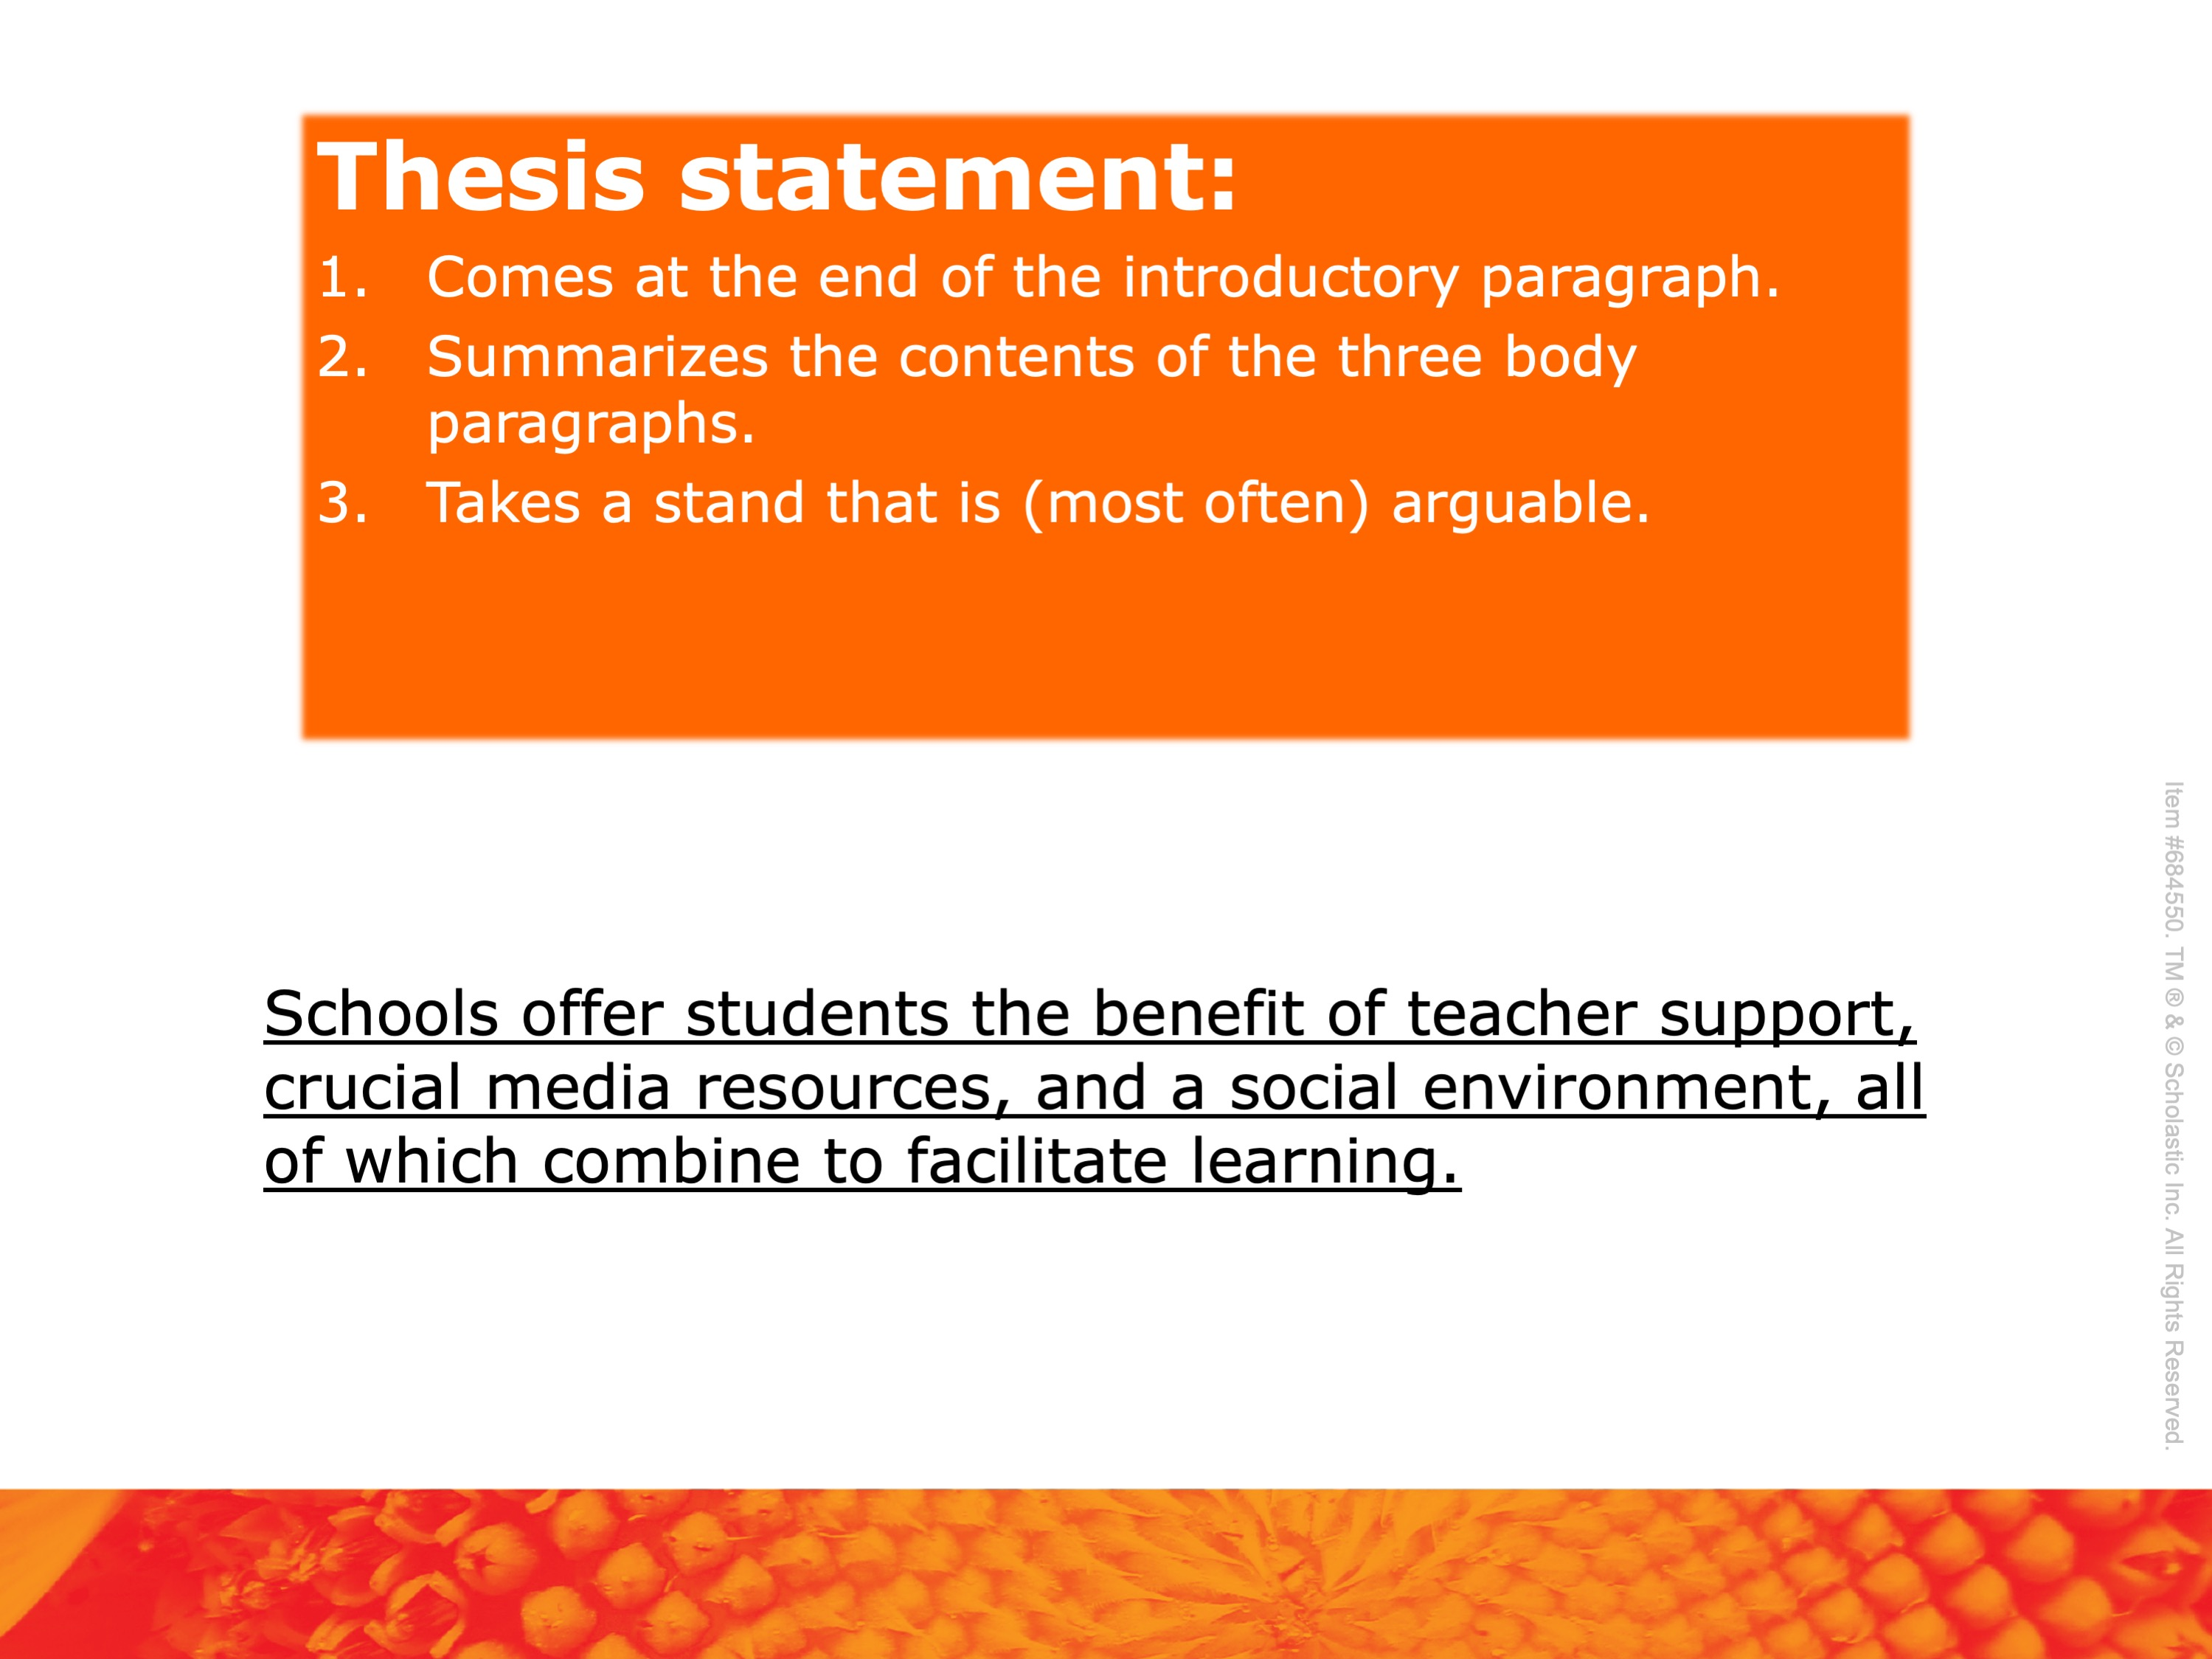 Thesis statement:
1. Comes at the end of the introductory paragraph.
2. Summarizes the contents of the three body
paragraphs.
3. Takes a stand that is (most often) arguable.
Schools offer students the benefit of teacher support,
crucial media resources, and a social environment, all
of which combine to facilitate learning.
Item #684550. TM ® & © Scholastic Inc. All Rights Reserved.